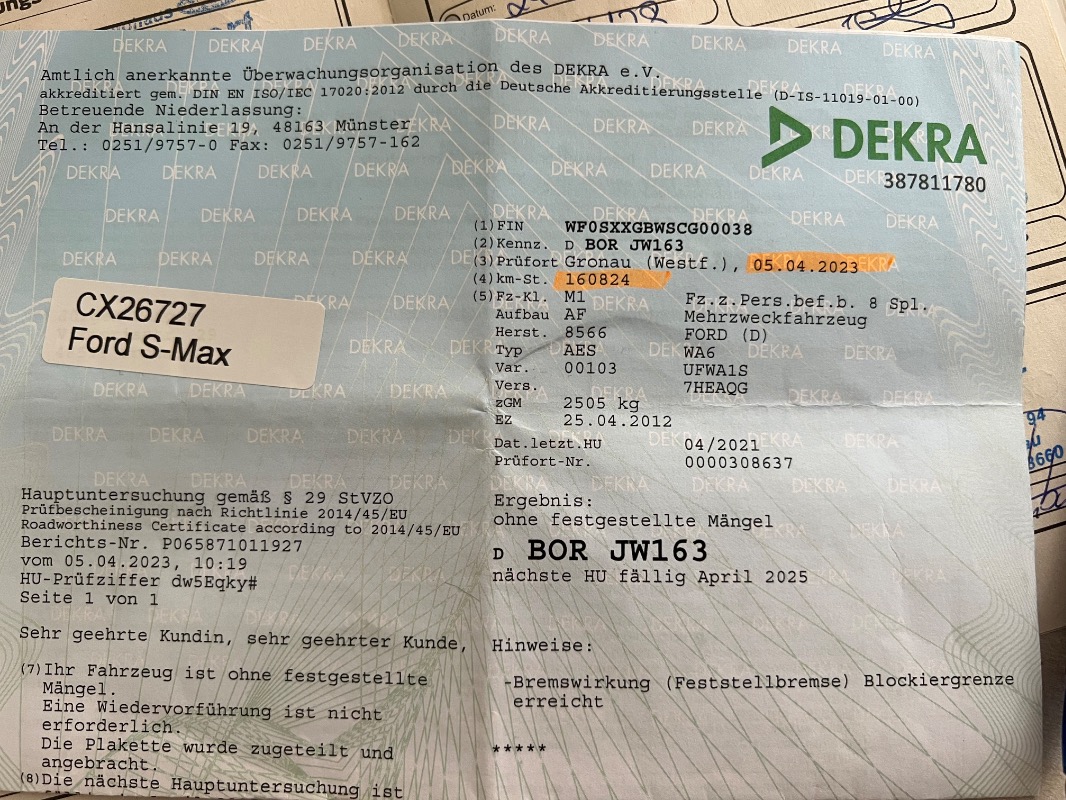 Datum:
Amtlich anerkannte Überwachungsorganisation des DEKRA e.V.
akkreditiert gem. DIN EN ISO/IEC 17020:2012 durch die Deutsche Akkreditierungsstelle (D-IS-11019-01-00)
Betreuende Niederlassung:
An der Hansalinie 19, 48163 Münster
Tel.: 0251/9757-0 Fax: 0251/9757-162
DEKRA
387811780
(1)FIN WF0SXXGBWSCG00038
(2)Kennz. D BOR JW163
(3)Prüfort Gronau (Westf.), 05.04.2023
(4)km-St. 160824
(5)Fz-Kl. M1 Fz.z.Pers.bef.b. 8 Spl.
Aufbau AF Mehrzweckfahrzeug
Herst. 8566 FORD (D)
Typ AES WA6
Var. 00103 UFWA1S
Vers. 7HEAQG
zGM 2505 kg
EZ 25.04.2012
Dat.letzt.HU 04/2021
Prüfort-Nr. 0000308637
CX26727
Ford S-Max
Hauptuntersuchung gemäß § 29 StVZO
Prüfbescheinigung nach Richtlinie 2014/45/EU
Roadworthiness Certificate according to 2014/45/EU
Berichts-Nr. P065871011927
vom 05.04.2023, 10:19
HU-Prüfziffer dw5Eqky#
Seite 1 von 1
Ergebnis:
ohne festgestellte Mängel
D BOR JW163
nächste HU fällig April 2025
Sehr geehrte Kundin, sehr geehrter Kunde,
(7)Ihr Fahrzeug ist ohne festgestellte
Mängel.
Eine Wiedervorführung ist nicht
erforderlich.
Die Plakette wurde zugeteilt und
angebracht.
(8)Die nächste Hauptuntersuchung ist
Hinweise:
-Bremswirkung (Feststellbremse) Blockiergrenze
erreicht
*****